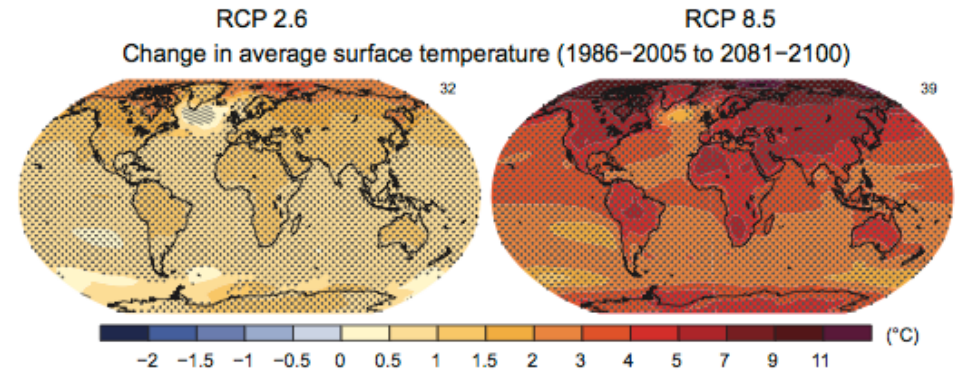 RCP 2.6 RCP 8.5
Change in average surface temperature (1986−2005 to 2081−2100)
32 39
(°C)
−2 −1.5 −1 −0.5 0 0.5 1 1.5 2 3 4 5 7 9 11